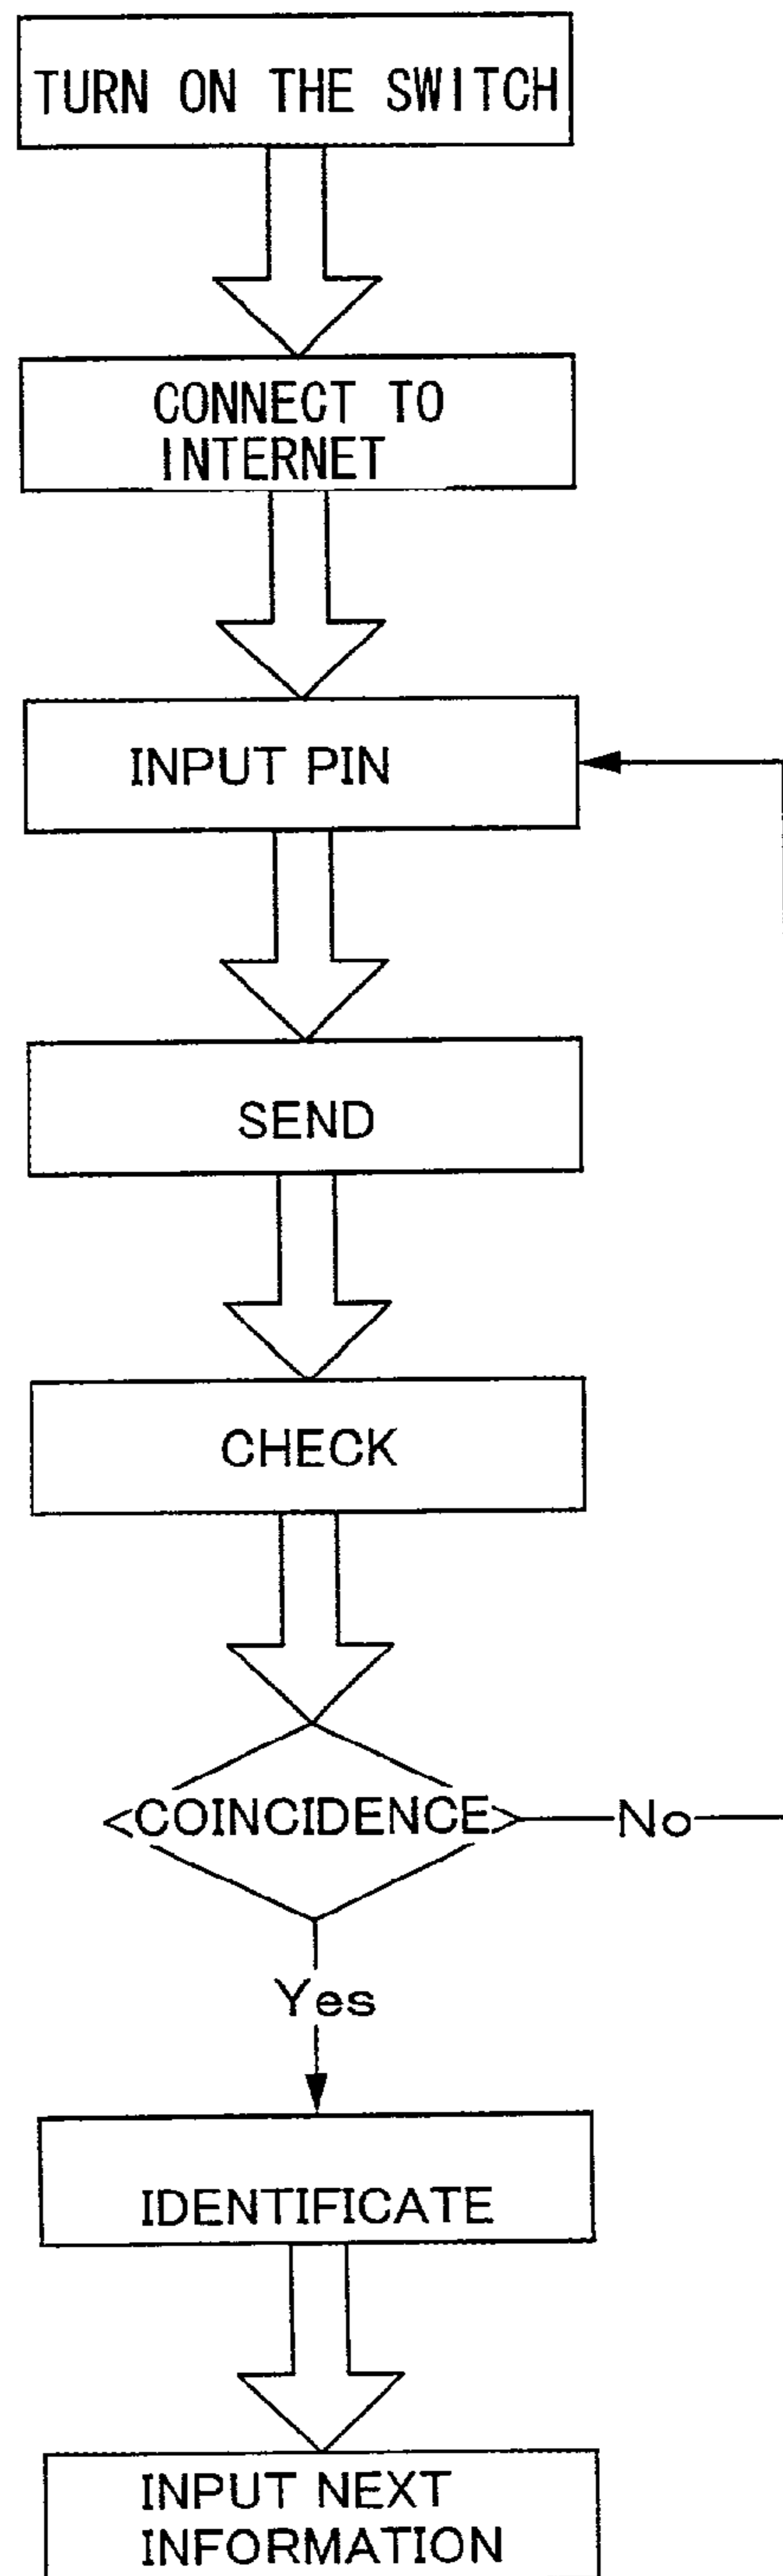 TURN ON THE SWITCH
CONNECT TO
INTERNET
INPUT PIN
SEND
CHECK
COINCIDENCE
No
Yes
IDENTIFICATE
INPUT NEXT
INFORMATION